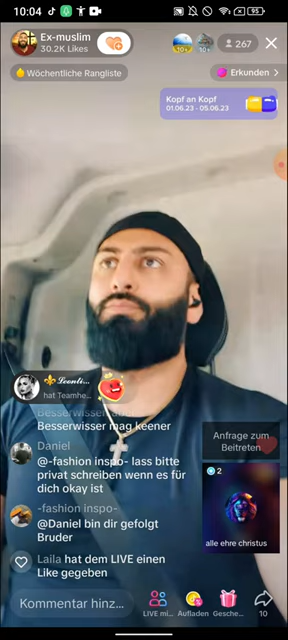 10:04
95
Ex-muslim
30.2K Likes
10+
10+
267
Wöchentliche Rangliste
Erkunden >
Kopf an Kopf
01.06.23 - 05.06.23
hat Teamhe...
Besserwisser mag keener
Anfrage zum
Beitreten
Daniel
@-fashion inspo- lass bitte
privat schreiben wenn es für
dich okay ist
2
-fashion inspo-
@Daniel bin dir gefolgt
Bruder
alle ehre christus
Laila hat dem LIVE einen
Like gegeben
Kommentar hinz...
LIVE mi...
Aufladen
Gesche...
10